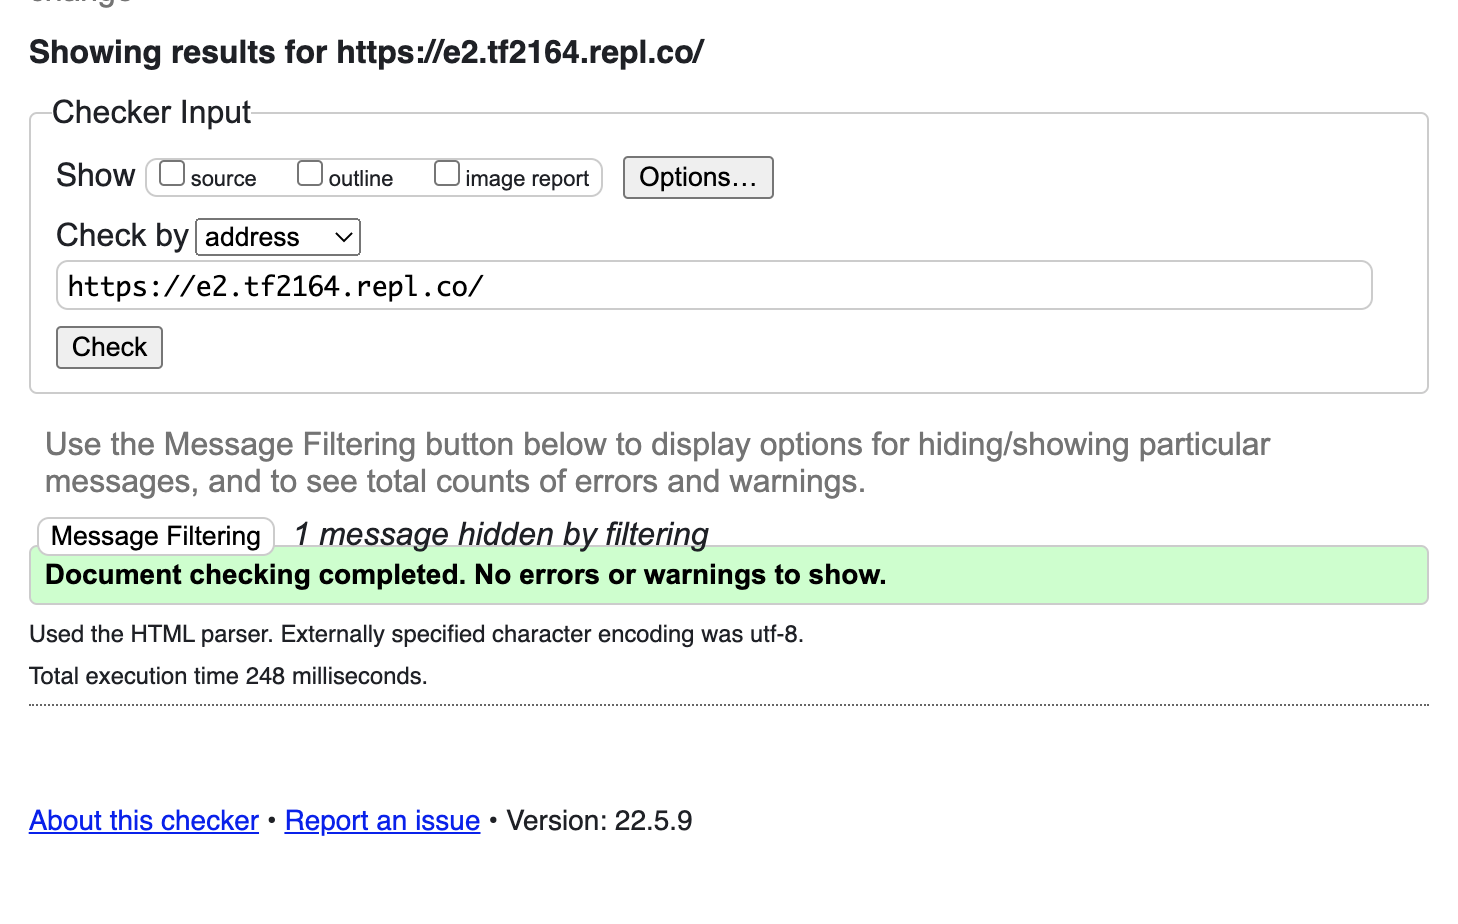 Showing results for https://e2.tf2164.repl.co/
Checker Input
Show source outline image report Options...
Check by address
https://e2.tf2164.repl.co/
Check
Use the Message Filtering button below to display options for hiding/showing particular
messages, and to see total counts of errors and warnings.
Message Filtering 1 message hidden by filtering
Document checking completed. No errors or warnings to show.
Used the HTML parser. Externally specified character encoding was utf-8.
Total execution time 248 milliseconds.
About this checker • Report an issue • Version: 22.5.9